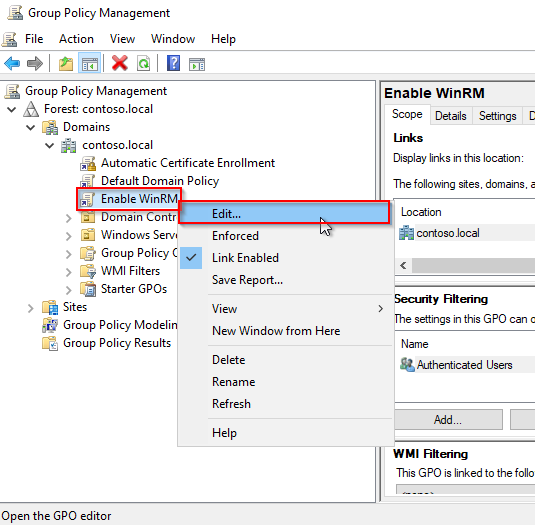 Group Policy Management
File Action View Window Help
Group Policy Management
Forest: contoso.local
Domains
contoso.local
Automatic Certificate Enrollment
Default Domain Policy
Enable WinRM
Domain Contr
Windows Serve
Group Policy O
WMI Filters
Starter GPOs
Sites
Group Policy Modelin
Group Policy Results
Edit...
Enforced
Link Enabled
Save Report...
View
New Window from Here
Delete
Rename
Refresh
Help
Enable WinRM
Scope Details Settings D
Links
Display links in this location:
The following sites, domains, a
Location
contoso.local
Security Filtering
The settings in this GPO can o
Name
Authenticated Users
Add...
WMI Filtering
This GPO is linked to the follo
<none>
Open the GPO editor